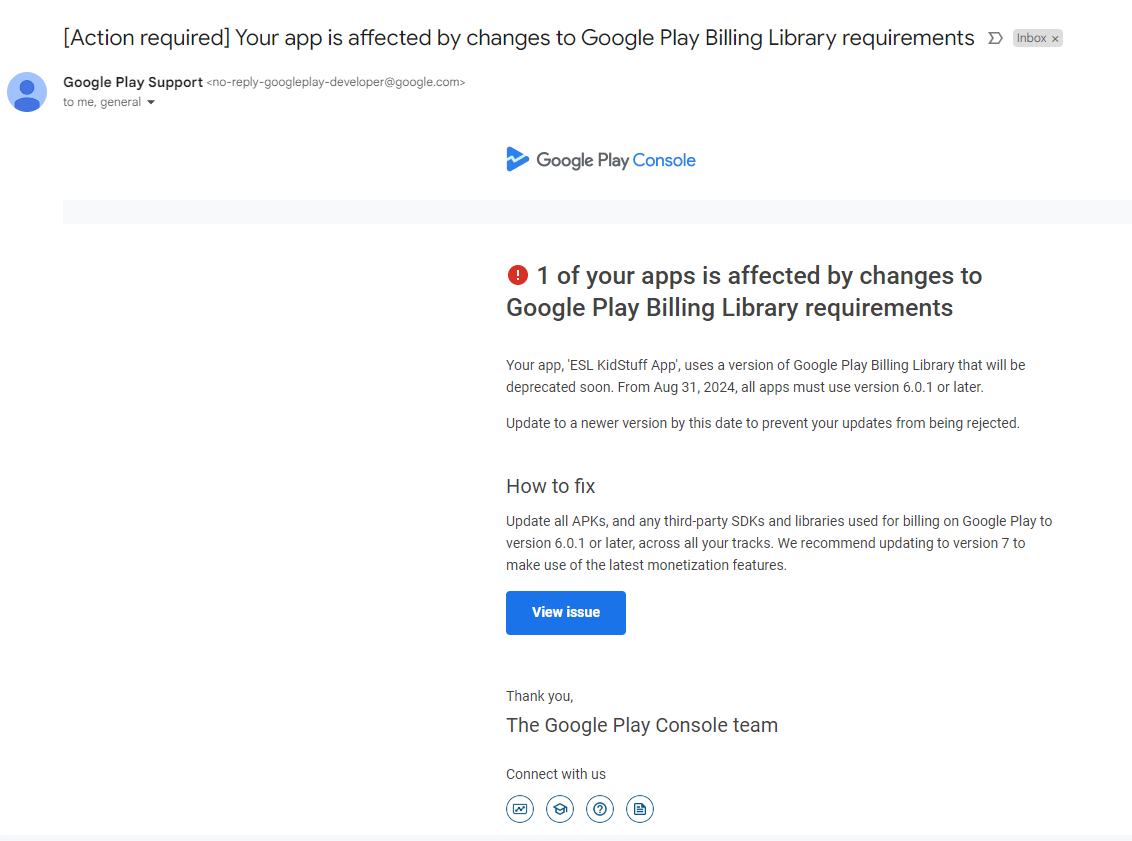 [Action required] Your app is affected by changes to Google Play Billing Library requirements Inbox ×
Google Play Support <no-reply-googleplay-developer@google.com>
to me, general
Google Play Console
1 of your apps is affected by changes to
Google Play Billing Library requirements
Your app, 'ESL KidStuff App', uses a version of Google Play Billing Library that will be
deprecated soon. From Aug 31, 2024, all apps must use version 6.0.1 or later.
Update to a newer version by this date to prevent your updates from being rejected.
How to fix
Update all APKs, and any third-party SDKs and libraries used for billing on Google Play to
version 6.0.1 or later, across all your tracks. We recommend updating to version 7 to
make use of the latest monetization features.
View issue
Thank you,
The Google Play Console team
Connect with us